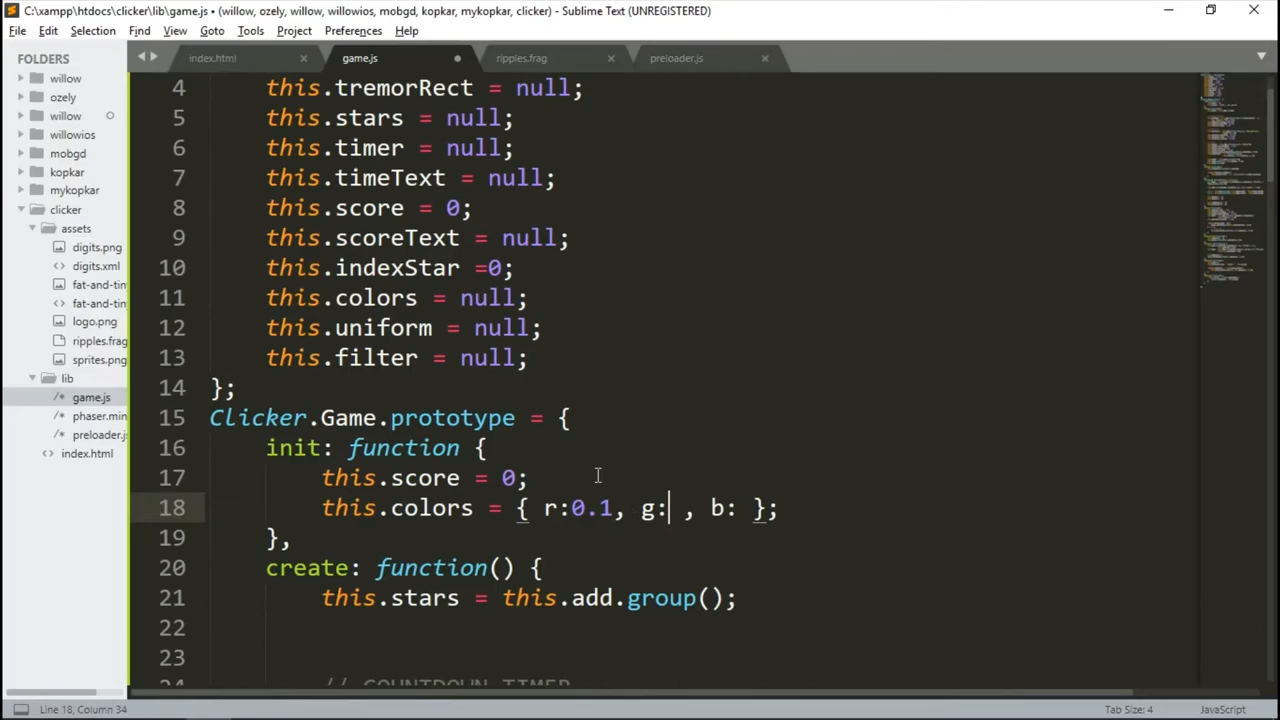 C:\xampp\htdocs\clicker\lib\game.js • (willow, ozely, willow, willowios, mobgd, kopkar, mykopkar, clicker) - Sublime Text (UNREGISTERED)
File Edit Selection Find View Goto Tools Project Preferences Help
FOLDERS
willow
ozely
willow
willowios
mobgd
kopkar
mykopkar
clicker
assets
digits.png
digits.xml
fat-and-tin
fat-and-tin
logo.png
ripples.frag
sprites.png
lib
game.js
phaser.min
preloader.js
index.html
index.html game.js ripples.frag preloader.js
4 this.tremorRect = null;
5 this.stars = null;
6 this.timer = null;
7 this.timeText = null;
8 this.score = 0;
9 this.scoreText = null;
10 this.indexStar =0;
11 this.colors = null;
12 this.uniform = null;
13 this.filter = null;
14 };
15 Clicker.Game.prototype = {
16 init: function {
17 this.score = 0;
18 this.colors = { r:0.1, g: , b: };
19 },
20 create: function() {
21 this.stars = this.add.group();
22
23
24 // COUNTDOWN TIMER
Line 18, Column 34 Tab Size: 4 JavaScript